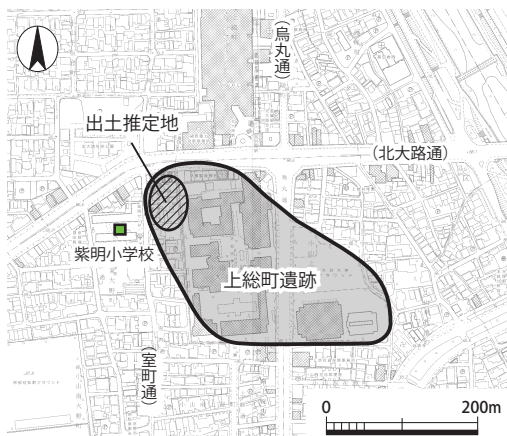 （烏丸通）
出土推定地
（北大路通）
紫明小学校
上総町遺跡
（室町通）
0 200m